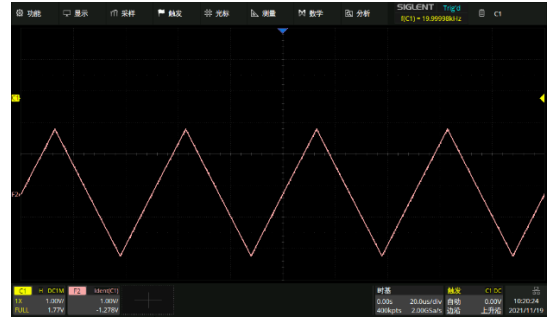 功能 显示 采样 触发 光标 测量 数学 分析 SIGLENT Trig'd C1
f(C1) = 19.99998kHz
F2
C1 H DC1M F2 Ident(C1) 时基 触发 C1 DC
1X 1.00V/ 1.00V/ 0.00s 20.0us/div 自动 0.00V 10:20:24
FULL 1.77V -1.278V 400kpts 2.00GSa/s 边沿 上升沿 2021/11/19